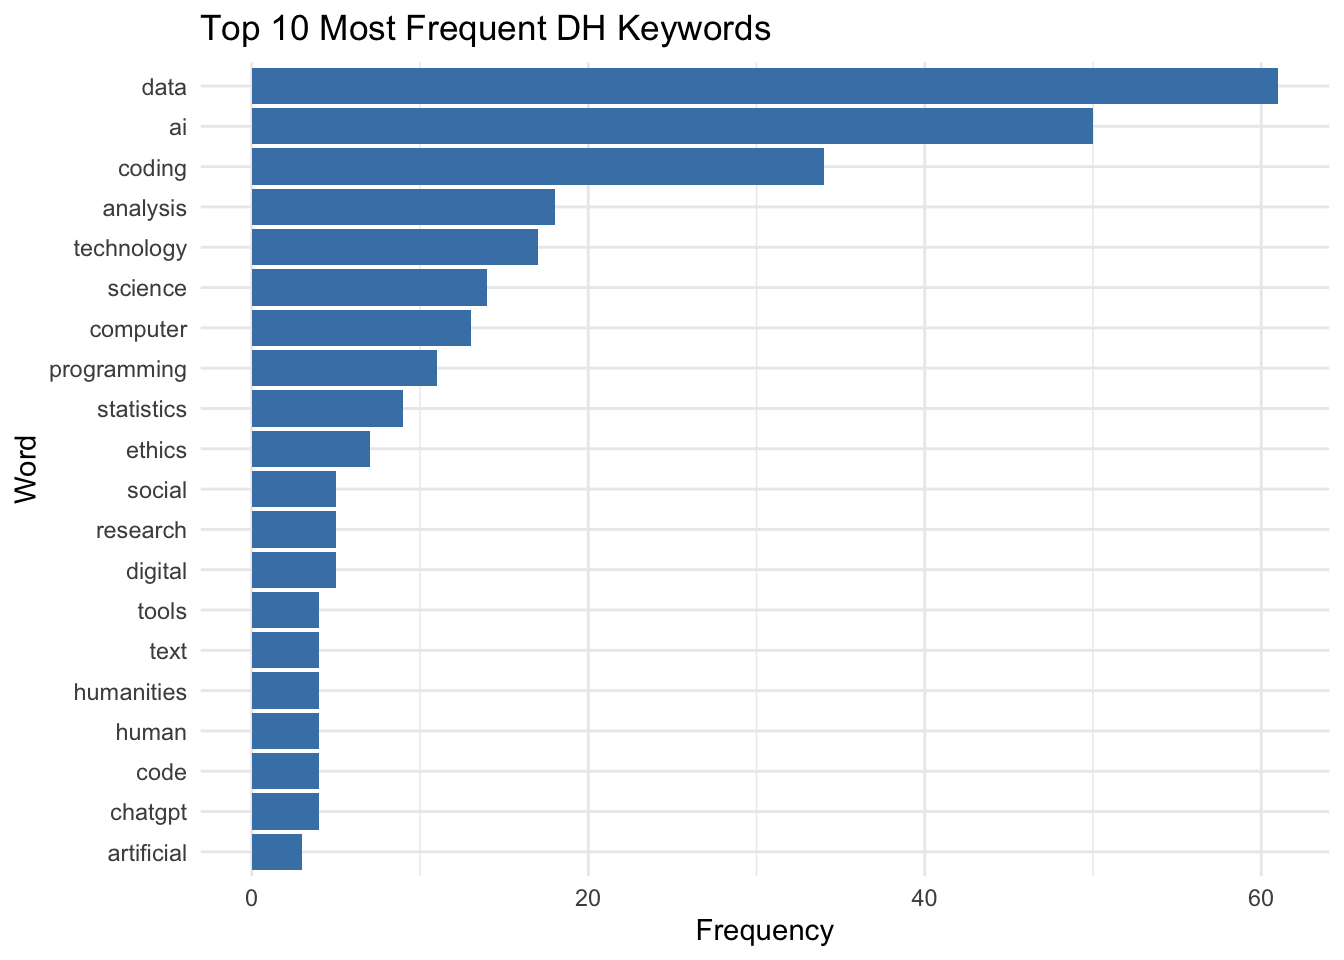 Top 10 Most Frequent DH Keywords
data
ai
coding
analysis
technology
science
computer
programming
statistics
ethics
social
research
digital
tools
text
humanities
human
code
chatgpt
artificial
Word
0 20 40 60
Frequency